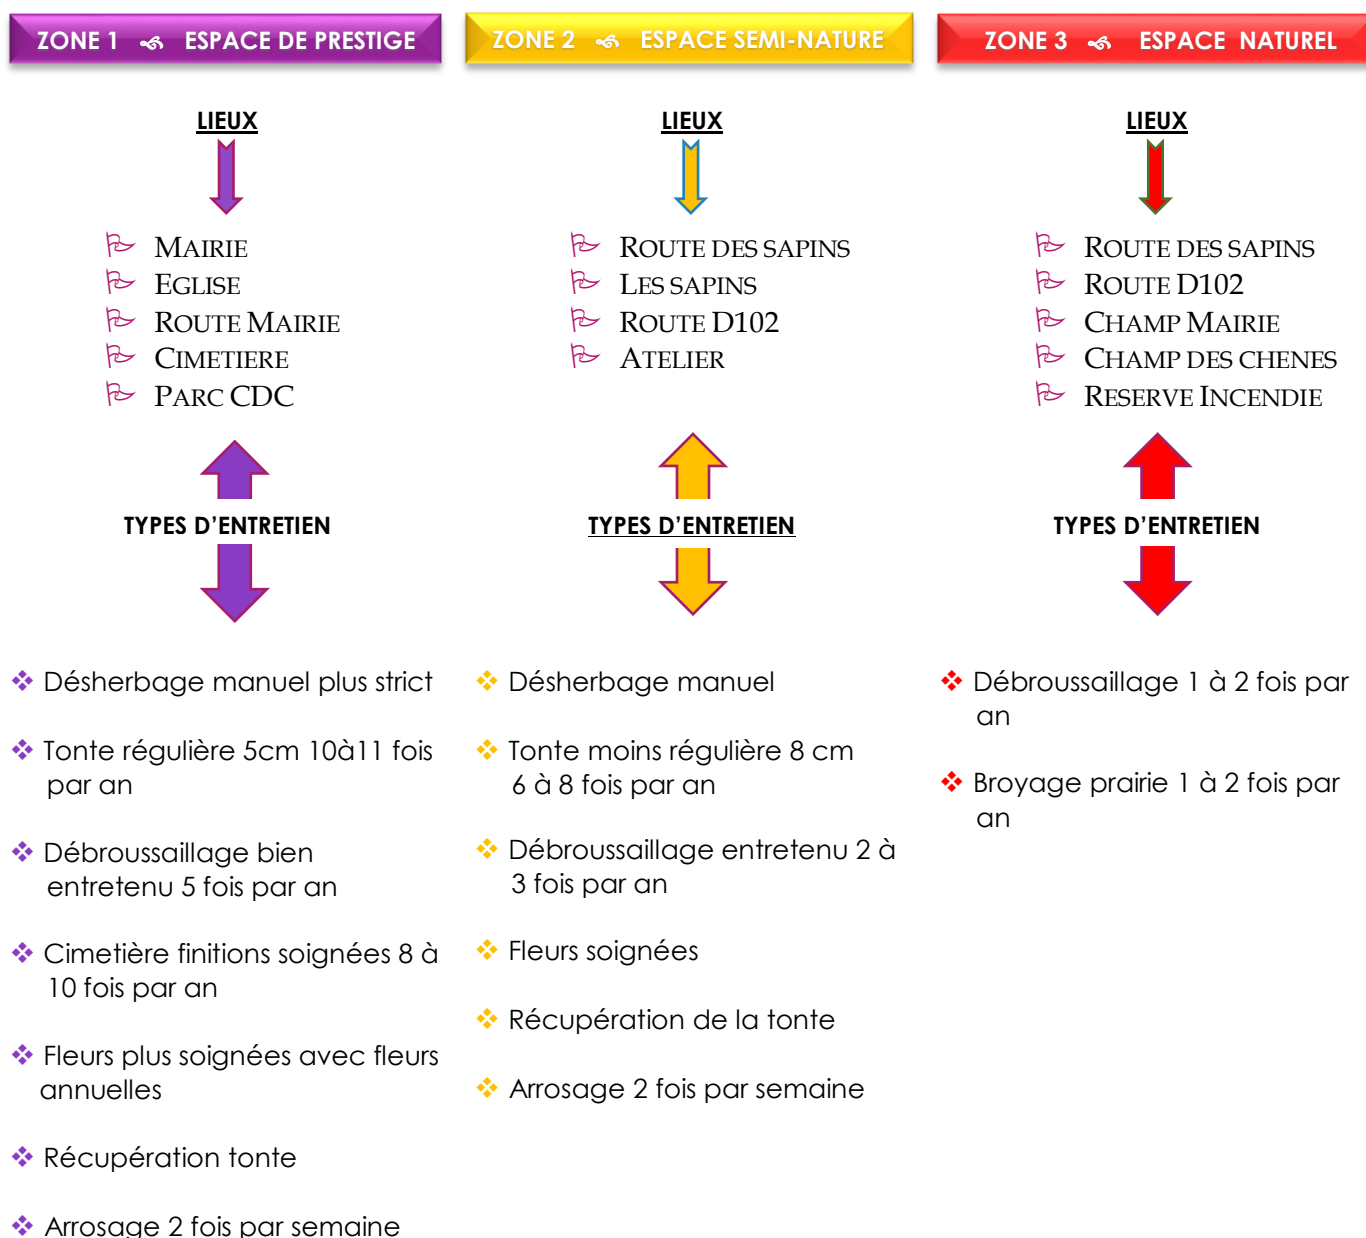 ZONE 1 ESPACE DE PRESTIGE
LIEUX
MAIRIE
EGLISE
ROUTE MAIRIE
CIMETIERE
PARC CDC
TYPES D’ENTRETIEN
Désherbage manuel plus strict
Tonte régulière 5cm 10à11 fois
par an
Débroussaillage bien
entretenu 5 fois par an
Cimetière finitions soignées 8 à
10 fois par an
Fleurs plus soignées avec fleurs
annuelles
Récupération tonte
Arrosage 2 fois par semaine
ZONE 2 ESPACE SEMI-NATURE
LIEUX
ROUTE DES SAPINS
LES SAPINS
ROUTE D102
ATELIER
TYPES D’ENTRETIEN
Désherbage manuel
Tonte moins régulière 8 cm
6 à 8 fois par an
Débroussaillage entretenu 2 à
3 fois par an
Fleurs soignées
Récupération de la tonte
Arrosage 2 fois par semaine
ZONE 3 ESPACE NATUREL
LIEUX
ROUTE DES SAPINS
ROUTE D102
CHAMP MAIRIE
CHAMP DES CHENES
RESERVE INCENDIE
TYPES D’ENTRETIEN
Débroussaillage 1 à 2 fois par
an
Broyage prairie 1 à 2 fois par
an